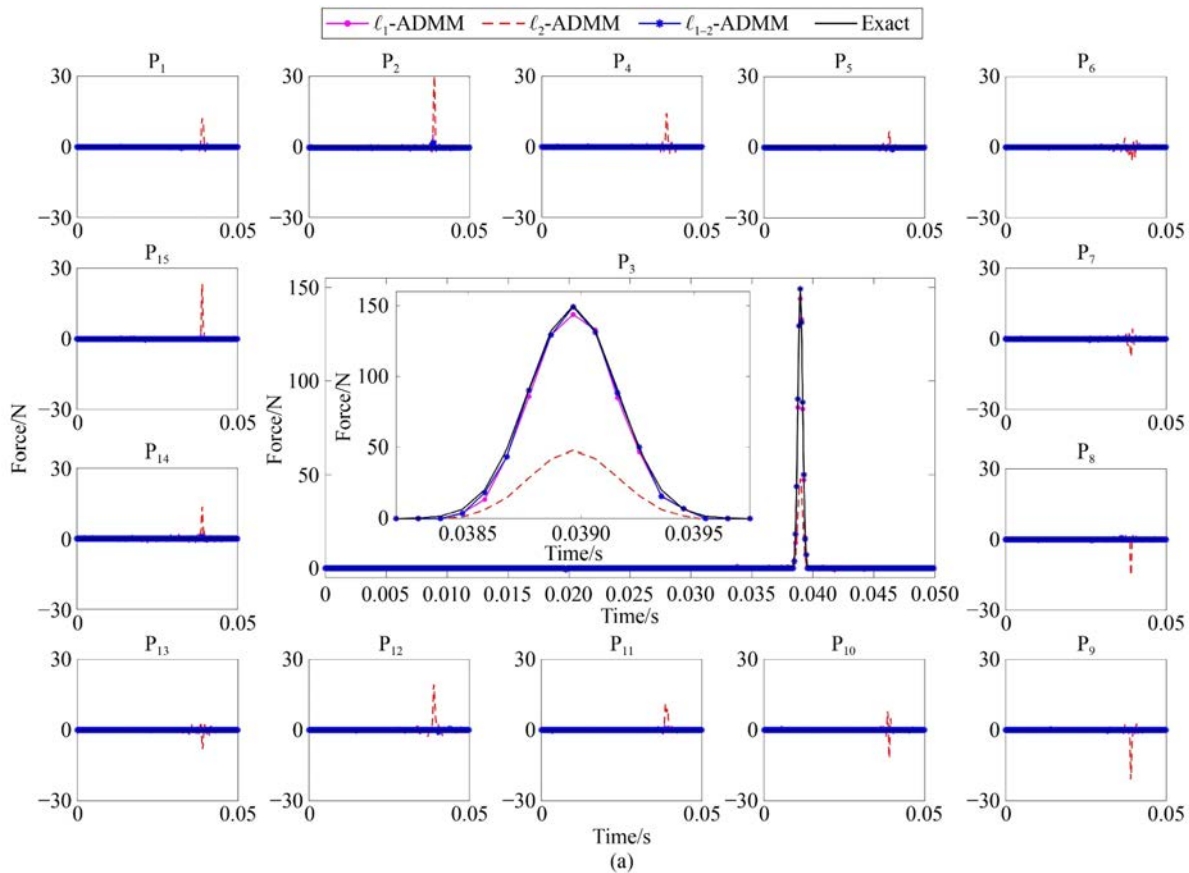 ℓ₁-ADMM ℓ₂-ADMM ℓ₁₋₂-ADMM Exact
P₁ P₂ P₄ P₅ P₆
30 30 30 30 30
0 0 0 0 0
−30 −30 −30 −30 −30
0 0.05 0 0.05 0 0.05 0 0.05 0 0.05
P₁₅
30
0
−30
0 0.05
P₃
150
100
50
0
Force/N
0 0.005 0.010 0.015 0.020 0.025 0.030 0.035 0.040 0.045 0.050
Time/s
150
100
50
0
Force/N
0.0385 0.0390 0.0395
Time/s
P₇
30
0
−30
0 0.05
Force/N
P₁₄
30
0
−30
0 0.05
P₈
30
0
−30
0 0.05
P₁₃ P₁₂ P₁₁ P₁₀ P₉
30 30 30 30 30
0 0 0 0 0
−30 −30 −30 −30 −30
0 0.05 0 0.05 0 0.05 0 0.05 0 0.05
Time/s
(a)